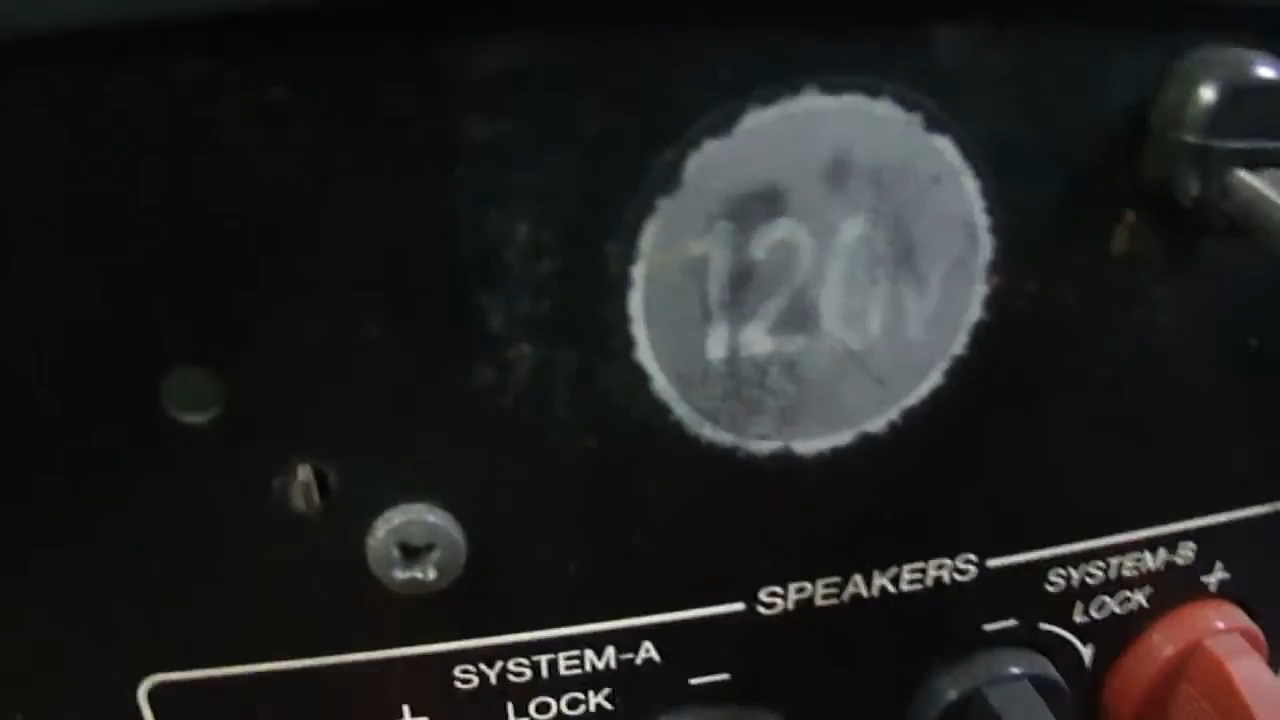 120V
SPEAKERS
SYSTEM-A
LOCK
+ −
SYSTEM-B
LOCK
− +